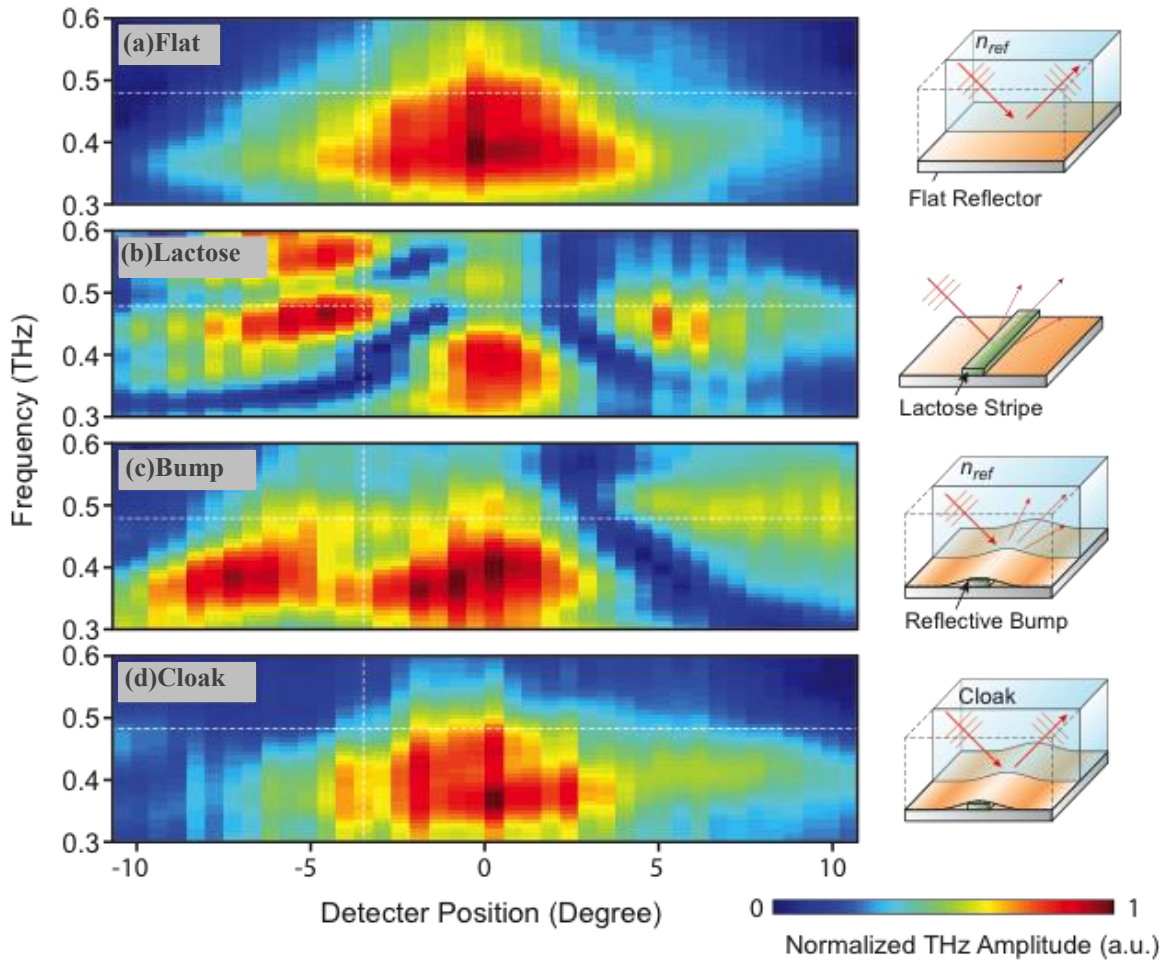 0.6
(a)Flat
0.5
0.4
0.3
n_ref
Flat Reflector
0.6
(b)Lactose
0.5
0.4
0.3
Lactose Stripe
0.6
(c)Bump
0.5
0.4
0.3
n_ref
Reflective Bump
0.6
(d)Cloak
0.5
0.4
0.3
Cloak
Frequency (THz)
-10 -5 0 5 10
Detecter Position (Degree)
0 1
Normalized THz Amplitude (a.u.)